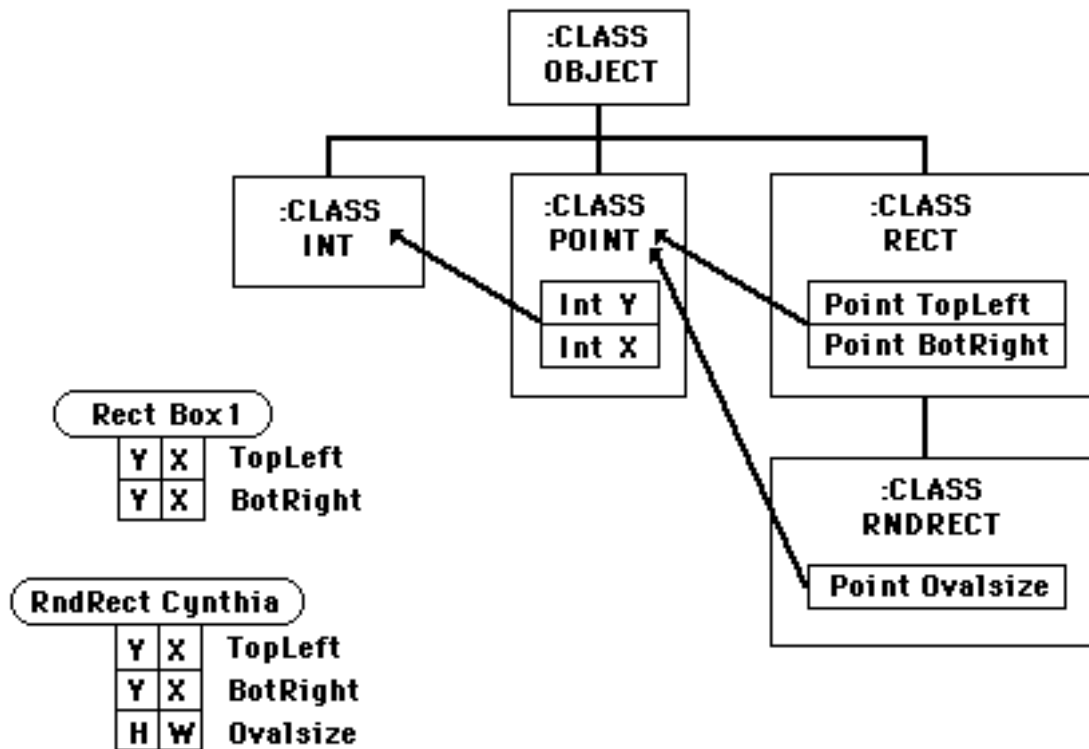 :CLASS
OBJECT
:CLASS
INT
:CLASS
POINT
Int Y
Int X
:CLASS
RECT
Point TopLeft
Point BotRight
:CLASS
RNDRECT
Point Ovalsize
Rect Box1
Y X TopLeft
Y X BotRight
RndRect Cynthia
Y X TopLeft
Y X BotRight
H W Ovalsize